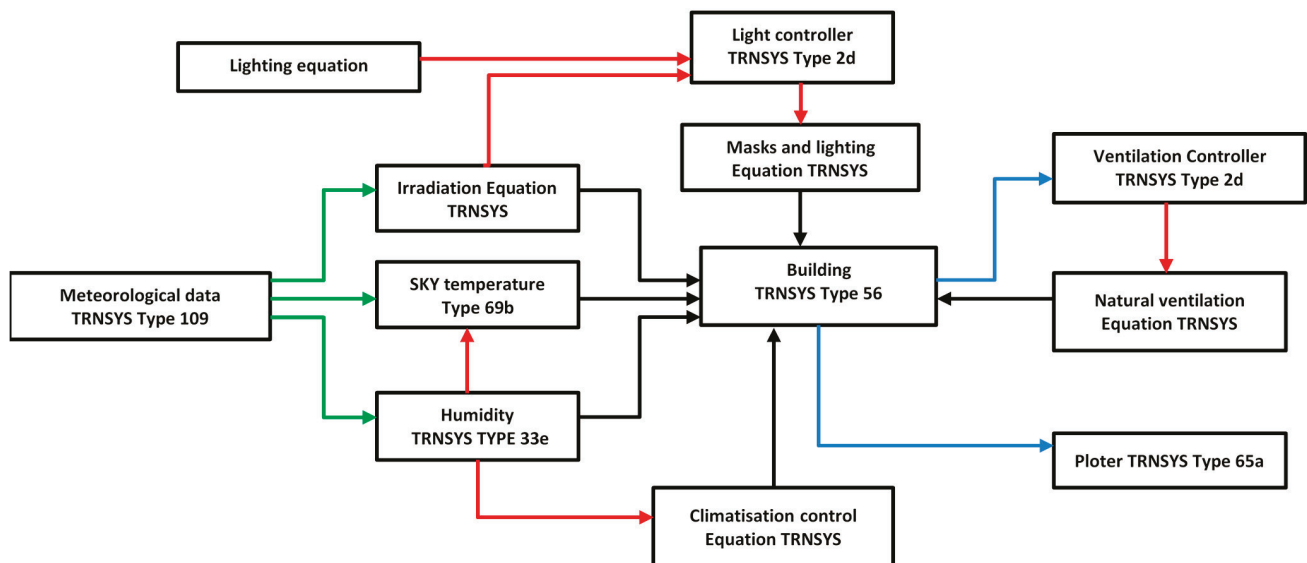 Light controller
TRNSYS Type 2d
Lighting equation
Masks and lighting
Equation TRNSYS
Ventilation Controller
TRNSYS Type 2d
Irradiation Equation
TRNSYS
Building
TRNSYS Type 56
SKY temperature
Type 69b
Meteorological data
TRNSYS Type 109
Natural ventilation
Equation TRNSYS
Humidity
TRNSYS TYPE 33e
Ploter TRNSYS Type 65a
Climatisation control
Equation TRNSYS